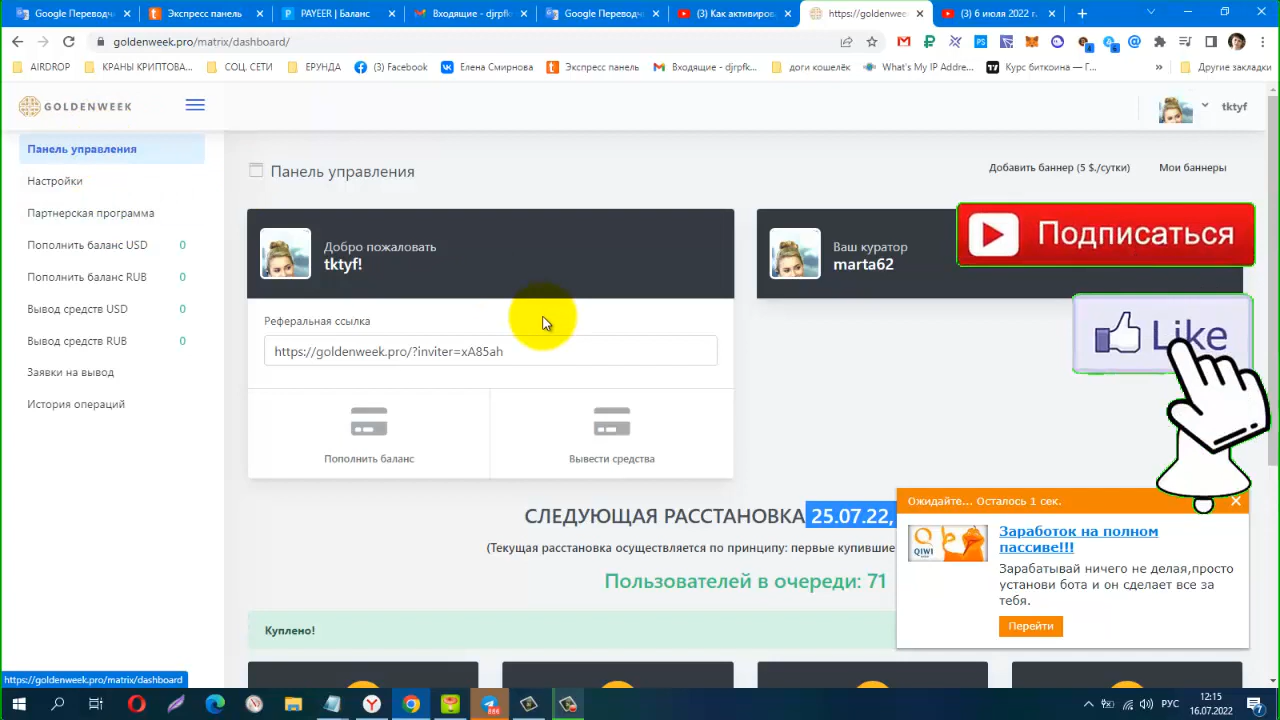 Google Переводч
Экспресс панель
PAYEER | Баланс
Входящие - djrpfk
Google Переводч
(3) Как активиров
https://goldenwee
(3) 6 июля 2022 г.
goldenweek.pro/matrix/dashboard/
AIRDROP
КРАНЫ КРИПТОВА...
СОЦ. СЕТИ
ЕРУНДА
(3) Facebook
Елена Смирнова
Экспресс панель
Входящие - djrpfk...
доги кошелёк
What's My IP Addre...
Курс биткоина — Г...
»
Другие закладки
GOLDENWEEK
tktyf
Панель управления
Настройки
Партнерская программа
Пополнить баланс USD 0
Пополнить баланс RUB 0
Вывод средств USD 0
Вывод средств RUB 0
Заявки на вывод
История операций
Панель управления
Добавить баннер (5 $./сутки)
Мои баннеры
Добро пожаловать
tktyf!
Ваш куратор
marta62
Подписаться
Like
Реферальная ссылка
https://goldenweek.pro/?inviter=xA85ah
Пополнить баланс
Вывести средства
СЛЕДУЮЩАЯ РАССТАНОВКА 25.07.22,
(Текущая расстановка осуществляется по принципу: первые купившие
Пользователей в очереди: 71
Куплено!
Ожидайте... Осталось 1 сек.
QIWI
Заработок на полном
пассиве!!!
Зарабатывай ничего не делая,просто
установи бота и он сделает все за
тебя.
Перейти
https://goldenweek.pro/matrix/dashboard
РУС
12:15
16.07.2022